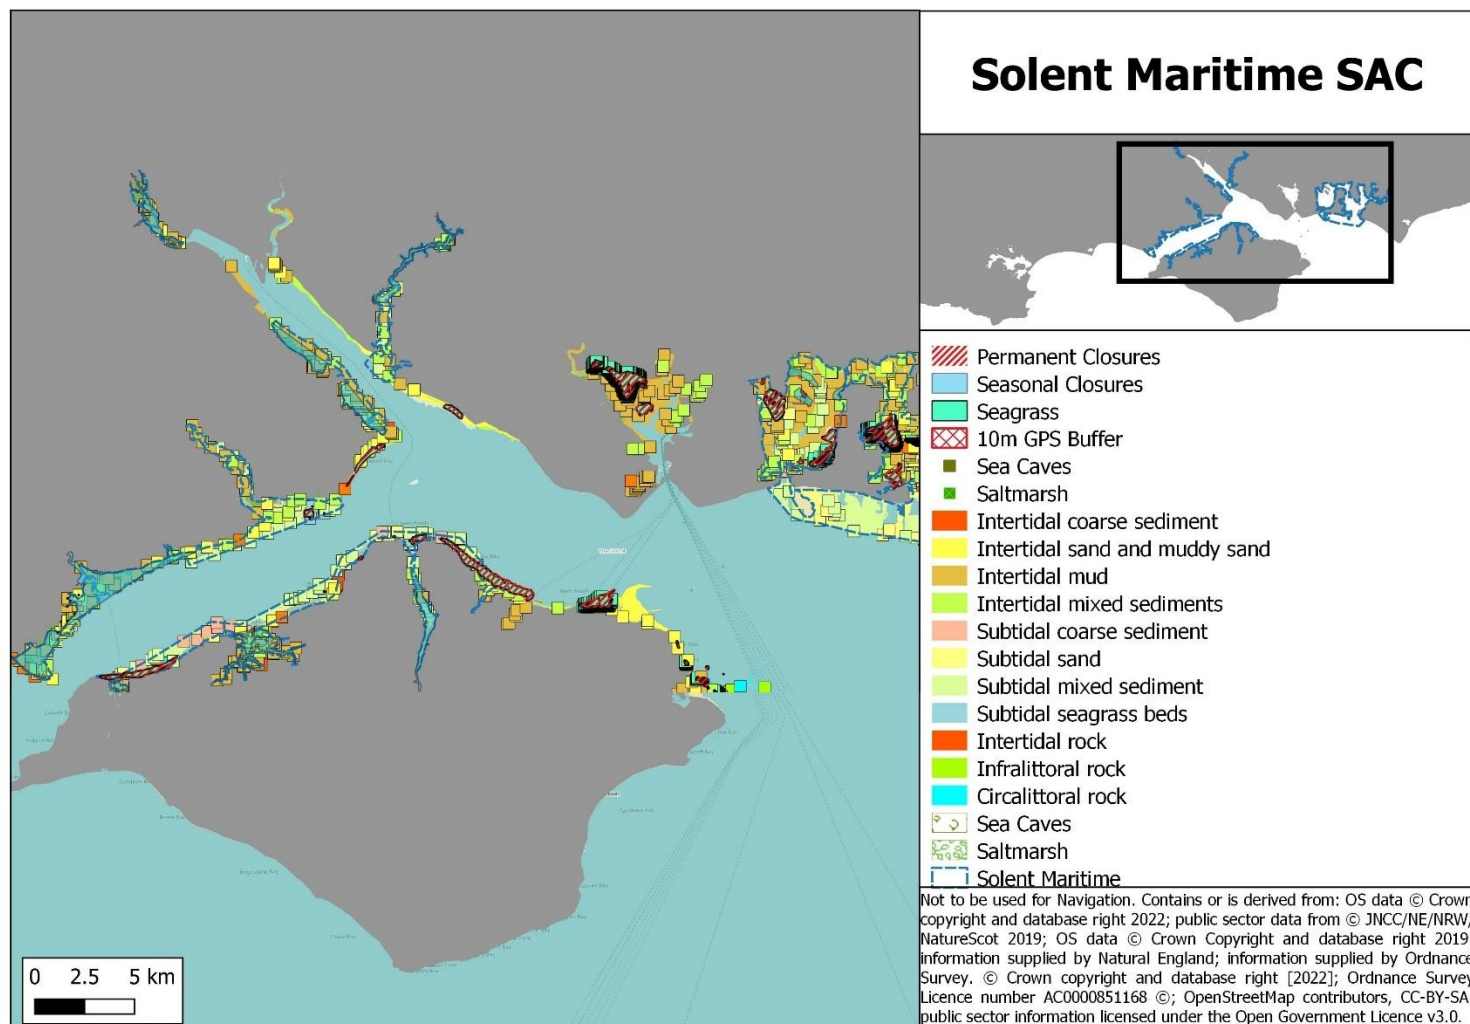 Solent Maritime SAC
Permanent Closures
Seasonal Closures
Seagrass
10m GPS Buffer
Sea Caves
Saltmarsh
Intertidal coarse sediment
Intertidal sand and muddy sand
Intertidal mud
Intertidal mixed sediments
Subtidal coarse sediment
Subtidal sand
Subtidal mixed sediment
Subtidal seagrass beds
Intertidal rock
Infralittoral rock
Circalittoral rock
Sea Caves
Saltmarsh
Solent Maritime
Not to be used for Navigation. Contains or is derived from: OS data © Crown
copyright and database right 2022; public sector data from © JNCC/NE/NRW/
NatureScot 2019; OS data © Crown Copyright and database right 2019
information supplied by Natural England; information supplied by Ordnance
Survey. © Crown copyright and database right [2022]; Ordnance Survey
Licence number AC0000851168 ©; OpenStreetMap contributors, CC-BY-SA
public sector information licensed under the Open Government Licence v3.0.
0 2.5 5 km